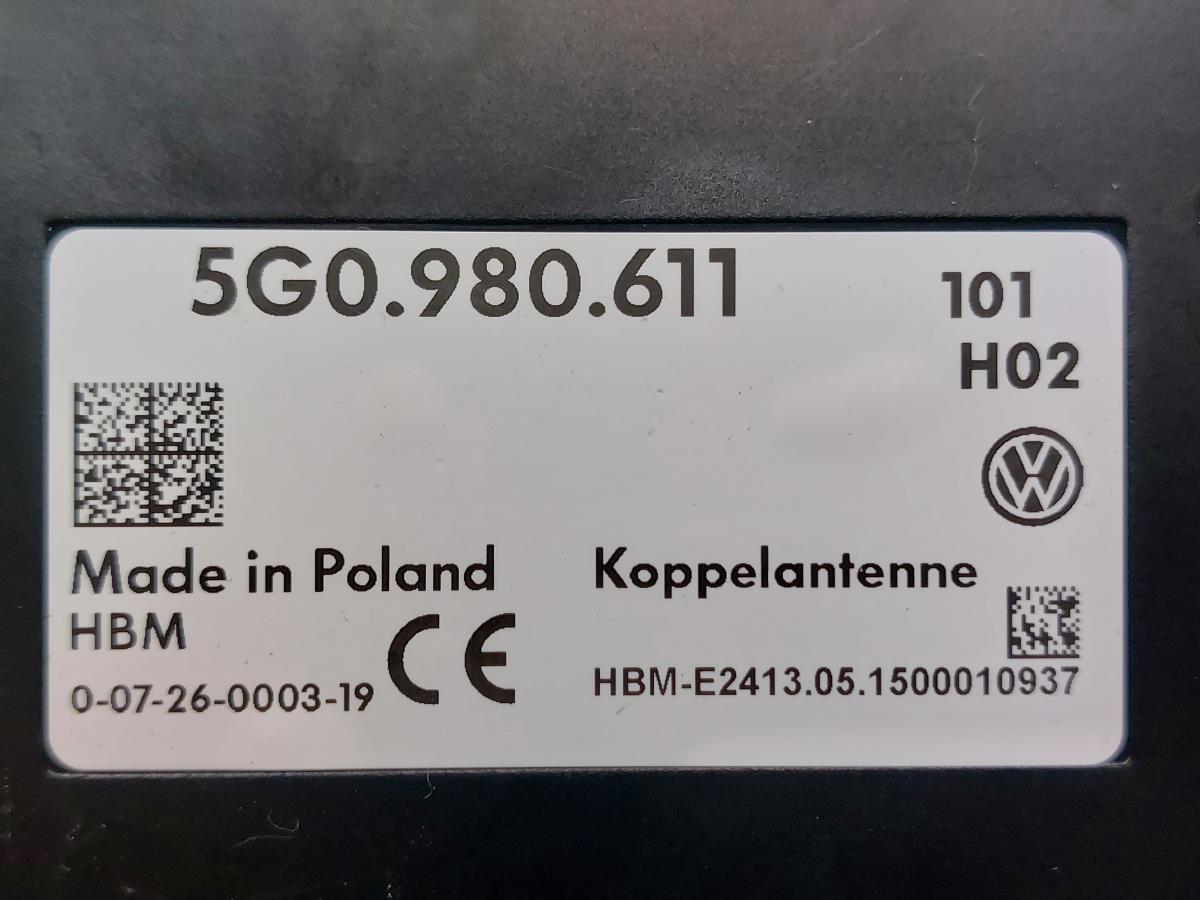 5G0.980.611
101
H02
Made in Poland
Koppelantenne
HBM
CE
0-07-26-0003-19
HBM-E2413.05.1500010937